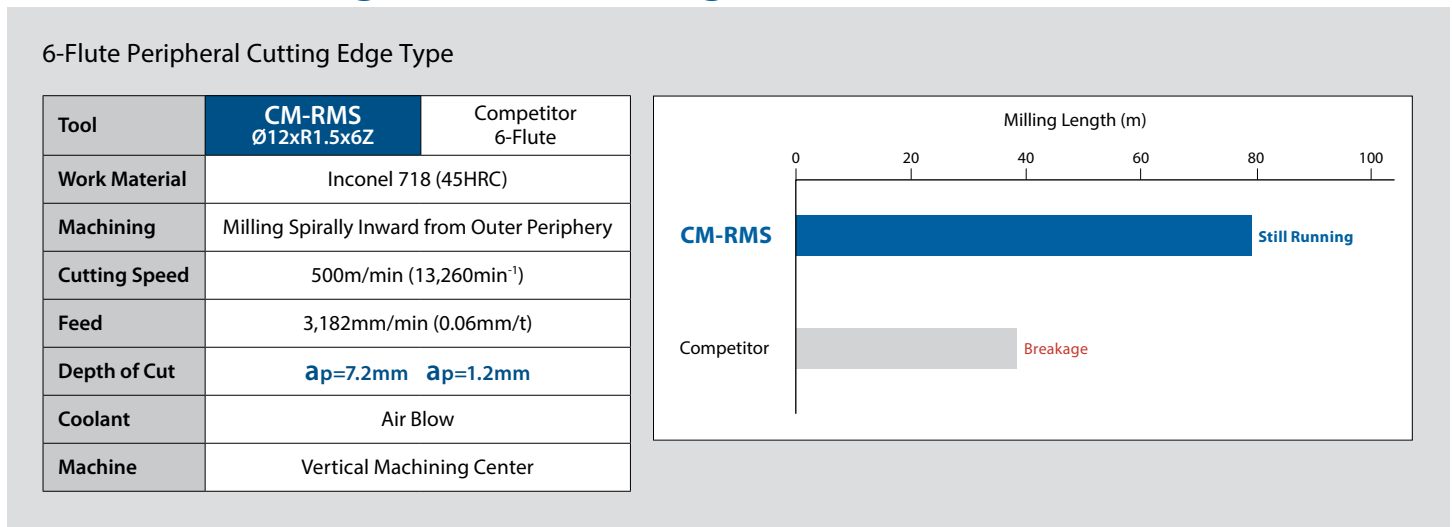 6-Flute Peripheral Cutting Edge Type
Tool
CM-RMS
Ø12xR1.5x6Z
Competitor
6-Flute
Work Material
Inconel 718 (45HRC)
Machining
Milling Spirally Inward from Outer Periphery
Cutting Speed
500m/min (13,260min-1)
Feed
3,182mm/min (0.06mm/t)
Depth of Cut
ap=7.2mm ap=1.2mm
Coolant
Air Blow
Machine
Vertical Machining Center
Milling Length (m)
0 20 40 60 80 100
CM-RMS
Still Running
Competitor
Breakage